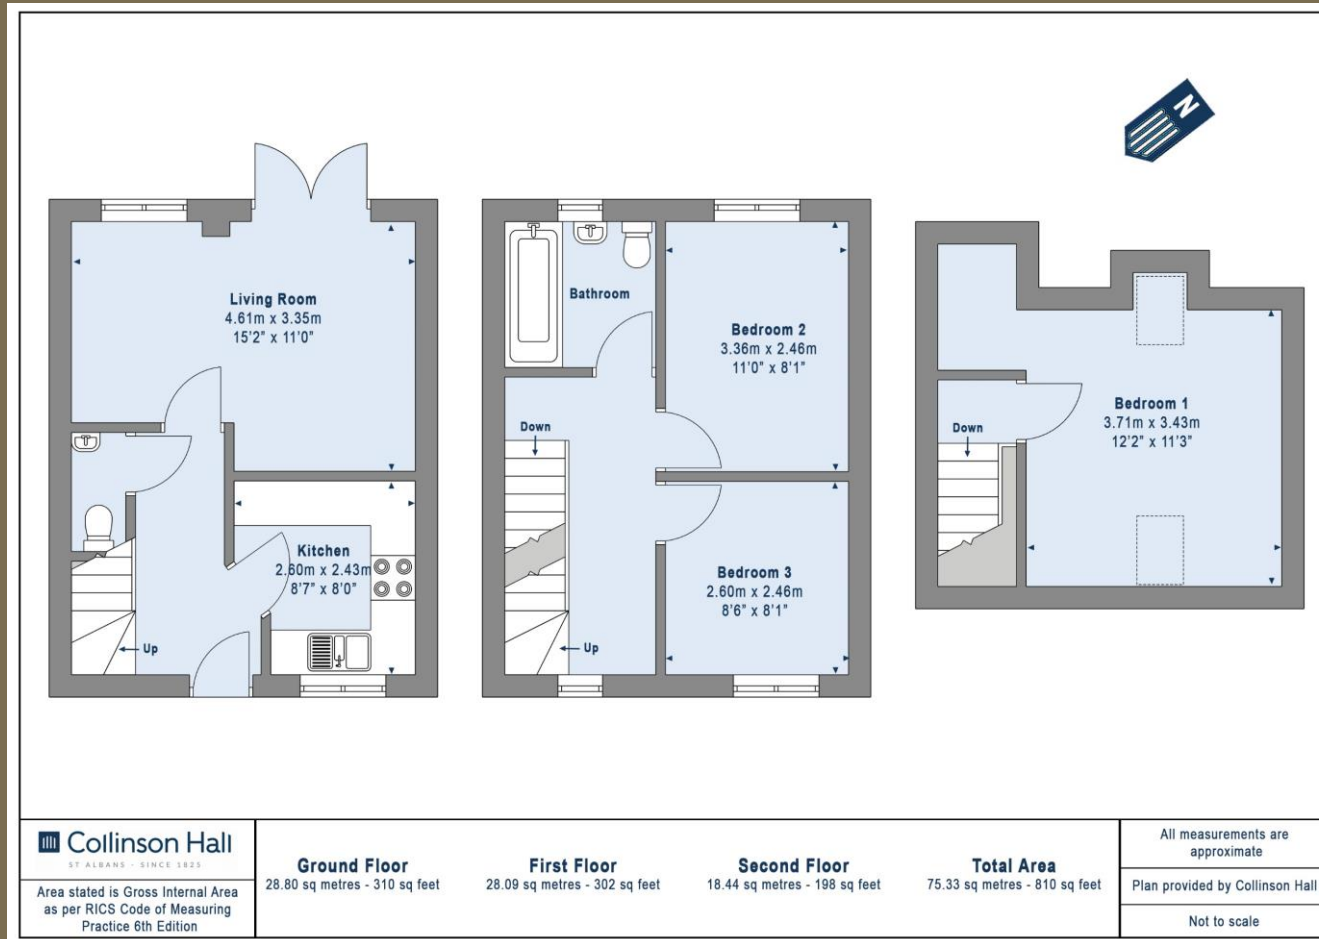 N
Living Room
4.61m x 3.35m
15'2" x 11'0"
Up
Kitchen
2.60m x 2.43m
8'7" x 8'0"
Bathroom
Bedroom 2
3.36m x 2.46m
11'0" x 8'1"
Down
Bedroom 3
2.60m x 2.46m
8'6" x 8'1"
Up
Bedroom 1
3.71m x 3.43m
12'2" x 11'3"
Down
Collinson Hall
ST ALBANS - SINCE 1825
Area stated is Gross Internal Area
as per RICS Code of Measuring
Practice 6th Edition
Ground Floor
28.80 sq metres - 310 sq feet
First Floor
28.09 sq metres - 302 sq feet
Second Floor
18.44 sq metres - 198 sq feet
Total Area
75.33 sq metres - 810 sq feet
All measurements are
approximate
Plan provided by Collinson Hall
Not to scale